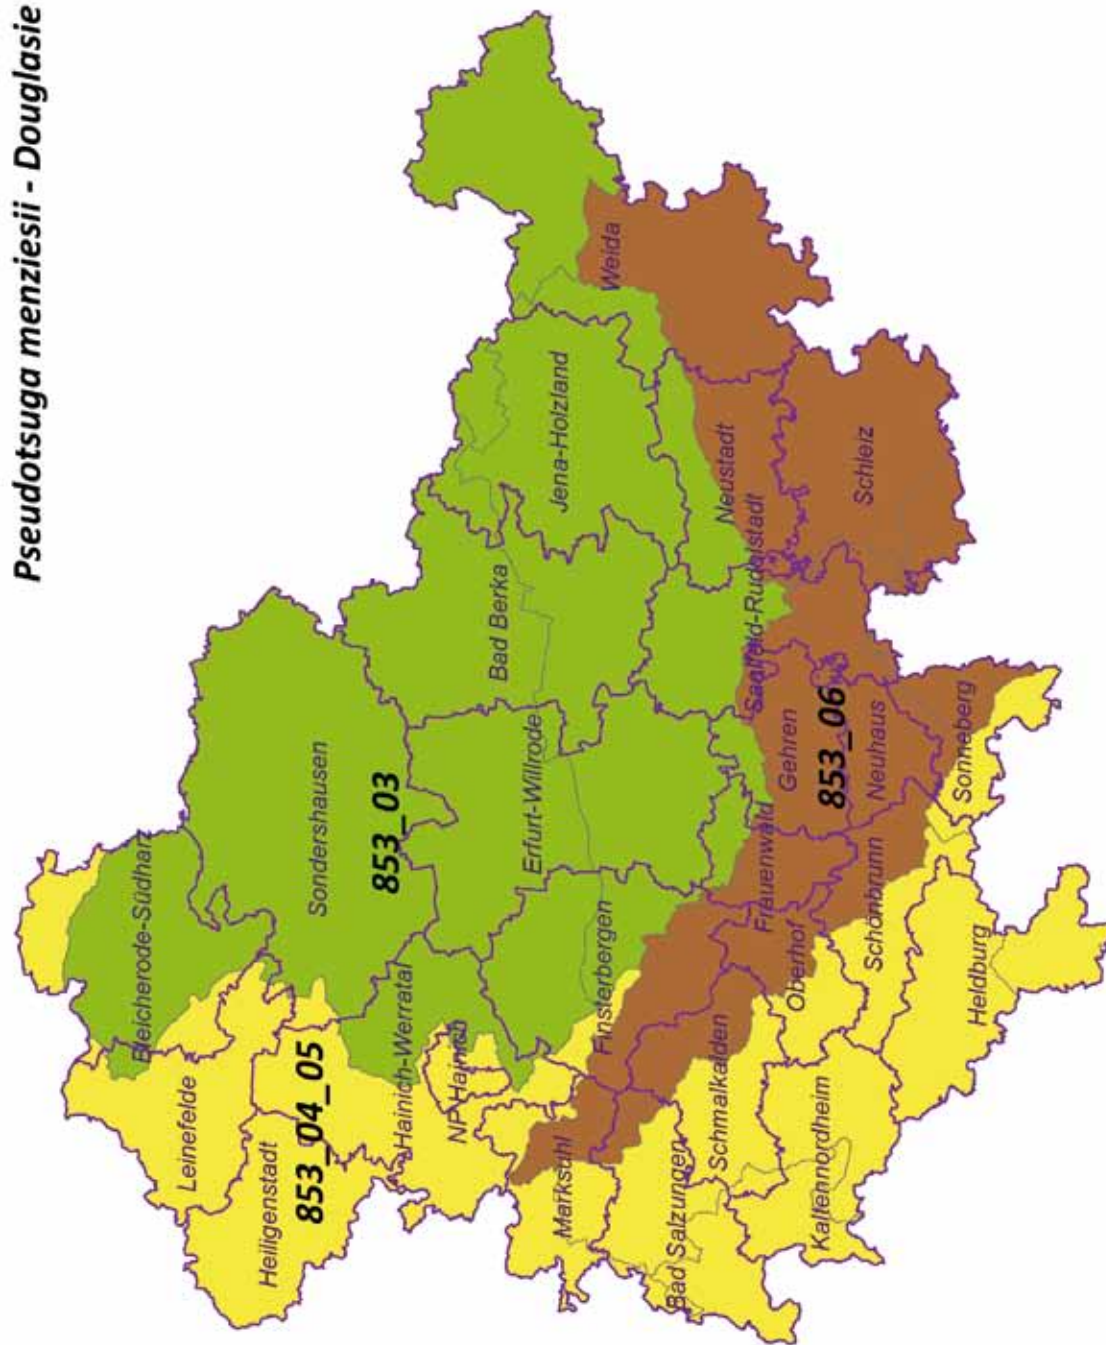 Pseudotsuga menziesii - Douglasie
Bleicherode-Südharz
Leinefelde
Heiligenstadt
853_04_05
Sondershausen
853_03
Hainich-Werratal
NP Hainich
Bad Berka
Erfurt-Willrode
Jena-Holzland
Weida
Marksuhl
Finsterbergen
Bad Salzungen
Schmalkalden
Oberhof
Frauenwald
Gehren
Saalfeld-Rudolstadt
Neustadt
853_06
Schleiz
Kaltennordheim
Schönbrunn
Neuhaus
Sonneberg
Heldburg